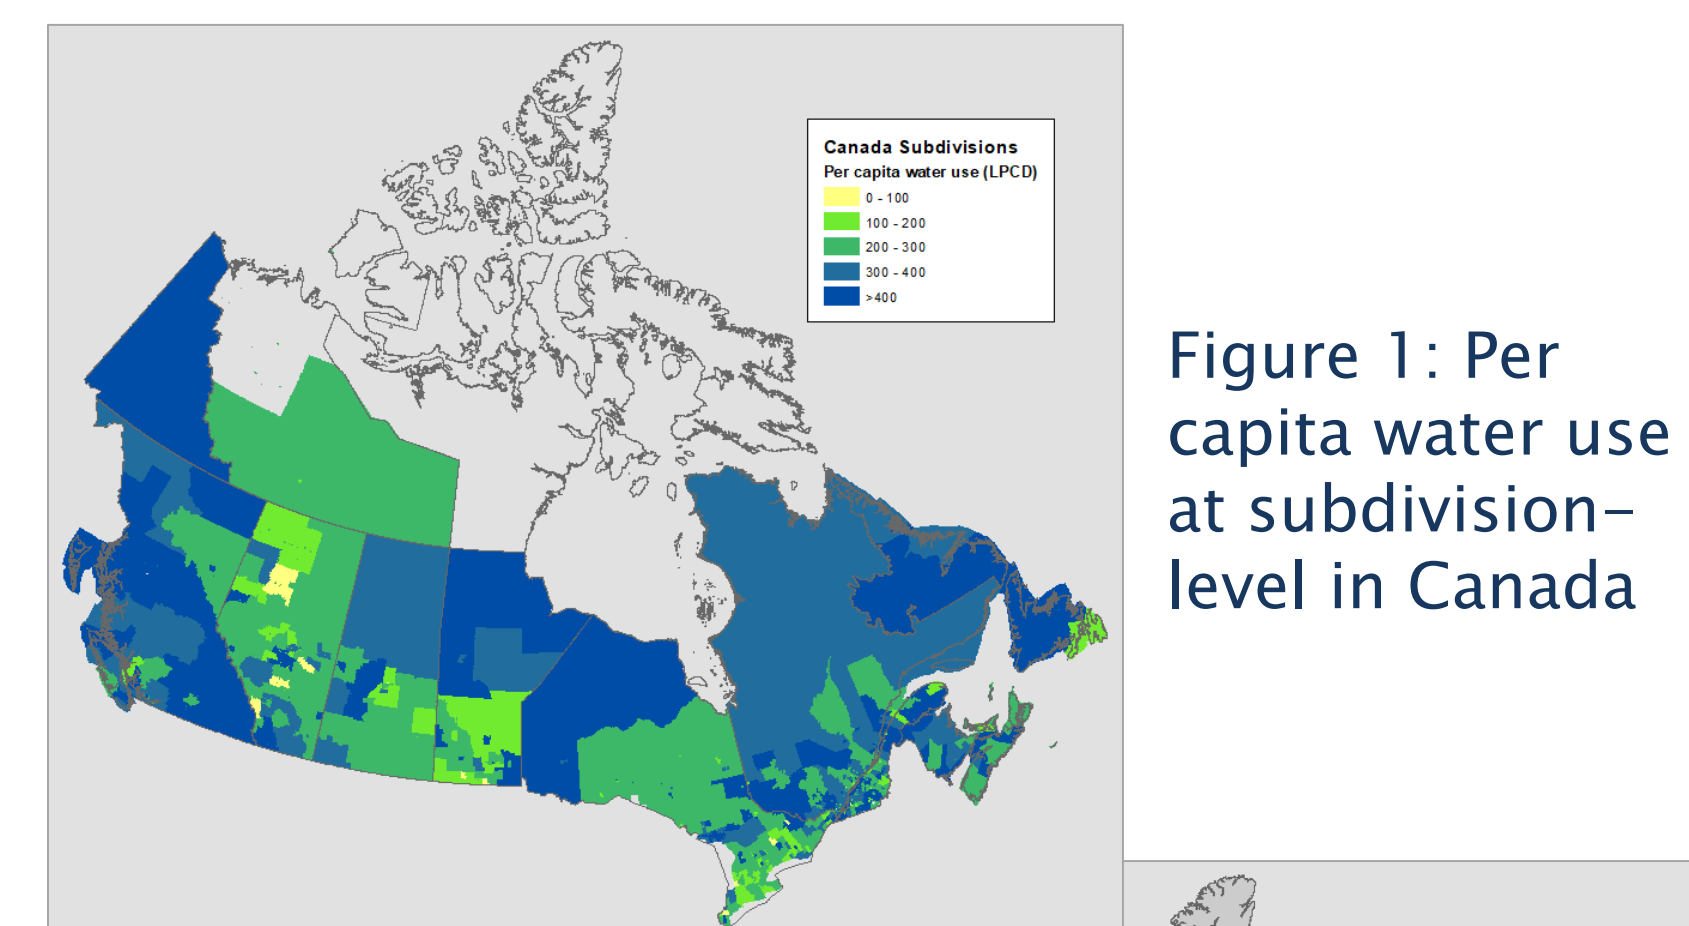 Canada Subdivisions
Per capita water use (LPCD)
0 - 100
100 - 200
200 - 300
300 - 400
>400
Figure 1: Per
capita water use
at subdivision-
level in Canada